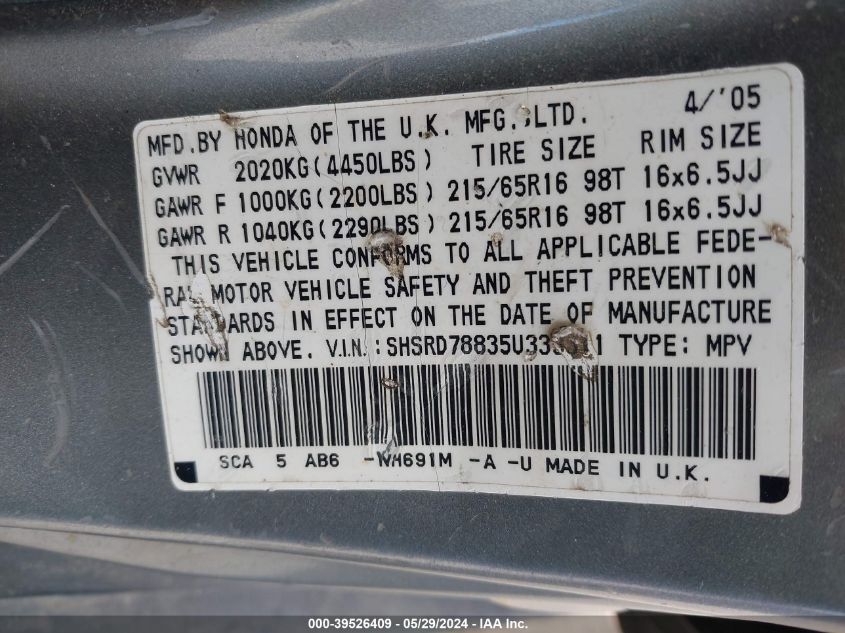 4/'05
MFD.BY HONDA OF THE U.K. MFG.,LTD.
GVWR 2020KG(4450LBS) TIRE SIZE RIM SIZE
GAWR F 1000KG(2200LBS) 215/65R16 98T 16x6.5JJ
GAWR R 1040KG(2290LBS) 215/65R16 98T 16x6.5JJ
THIS VEHICLE CONFORMS TO ALL APPLICABLE FEDE-
RAL MOTOR VEHICLE SAFETY AND THEFT PREVENTION
STANDARDS IN EFFECT ON THE DATE OF MANUFACTURE
SHOWN ABOVE. V.I.N.: TYPE: MPV
SCA 5 AB6 -NH691M -A -U MADE IN U.K.
000-39526409 - 05/29/2024 - IAA Inc.